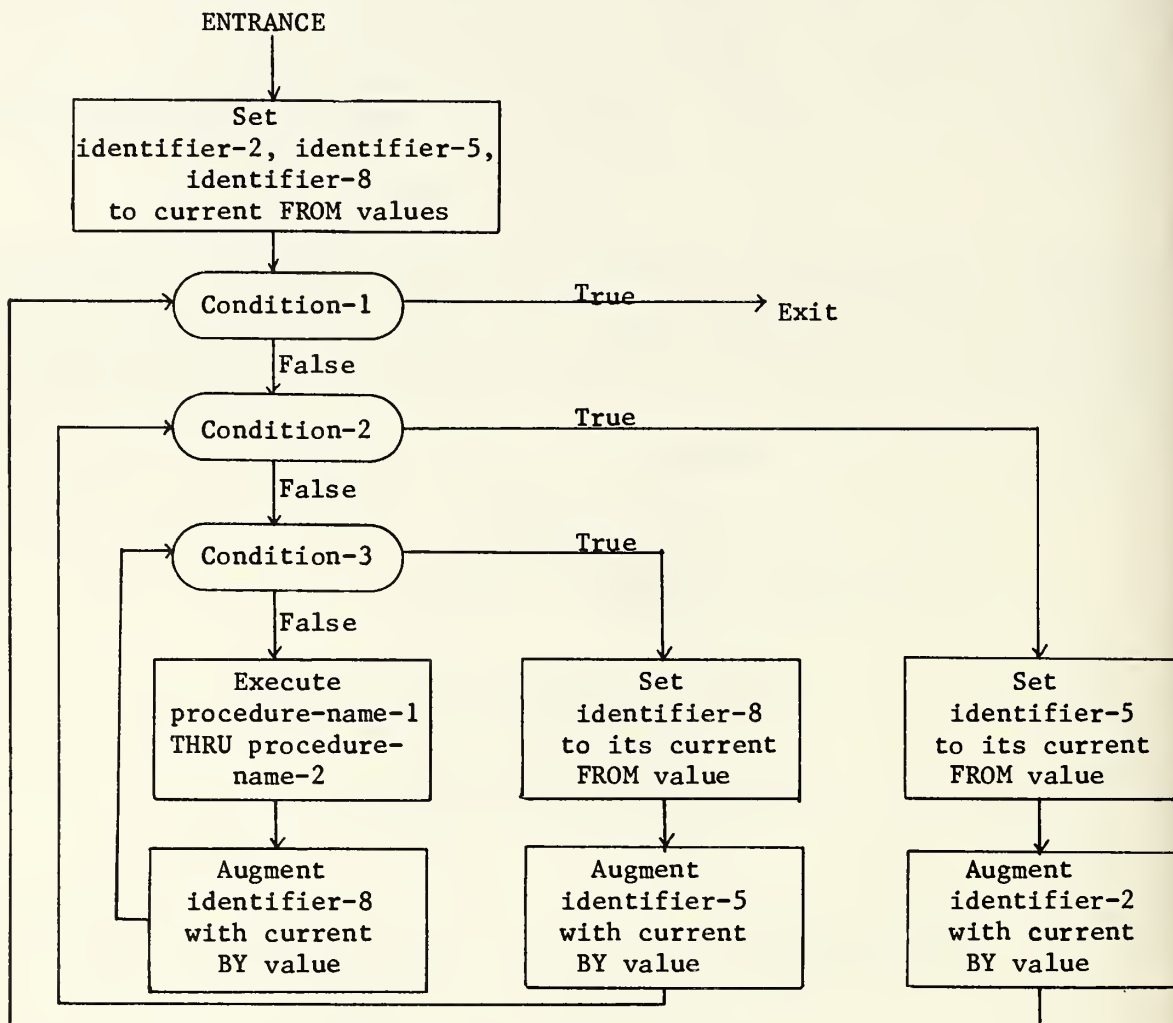 ENTRANCE
Set
identifier-2, identifier-5,
identifier-8
to current FROM values
Condition-1
True
Exit
False
Condition-2
True
False
Condition-3
True
False
Execute
procedure-name-1
THRU procedure-
name-2
Set
identifier-8
to its current
FROM value
Set
identifier-5
to its current
FROM value
Augment
identifier-8
with current
BY value
Augment
identifier-5
with current
BY value
Augment
identifier-2
with current
BY value